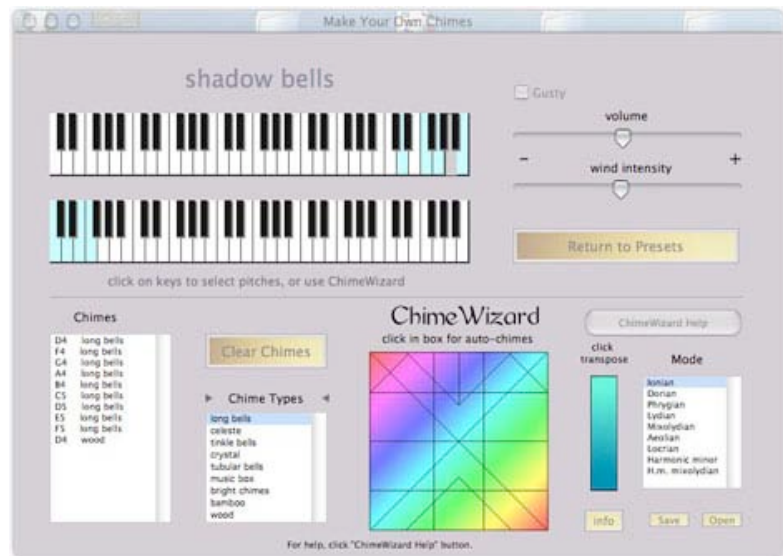 Make Your Own Chimes
shadow bells
Gusty
volume
- +
wind intensity
Return to Presets
click on keys to select pitches, or use ChimeWizard
Chimes
D4 long bells
F4 long bells
G4 long bells
A4 long bells
B4 long bells
C5 long bells
D5 long bells
E5 long bells
F5 long bells
D4 wood
Clear Chimes
Chime Types
long bells
celeste
tinkle bells
crystal
tubular bells
music box
bright chimes
bamboo
wood
ChimeWizard
click in box for auto-chimes
ChimeWizard Help
click
transpose
Mode
Ionian
Dorian
Phrygian
Lydian
Mixolydian
Aeolian
Locrian
Harmonic minor
H.m. mixolydian
info
Save
Open
For help, click "ChimeWizard Help" button.